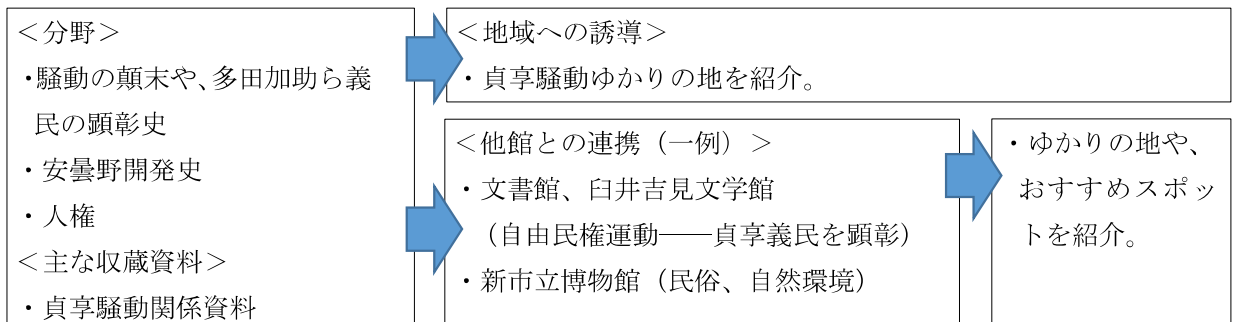 ＜分野＞
・騒動の顛末や、多田加助ら義
民の顕彰史
・安曇野開発史
・人権
＜主な収蔵資料＞
・貞享騒動関係資料
＜地域への誘導＞
・貞享騒動ゆかりの地を紹介。
＜他館との連携（一例）＞
・文書館、臼井吉見文学館
（自由民権運動――貞享義民を顕彰）
・新市立博物館（民俗、自然環境）
・ゆかりの地や、
おすすめスポッ
トを紹介。